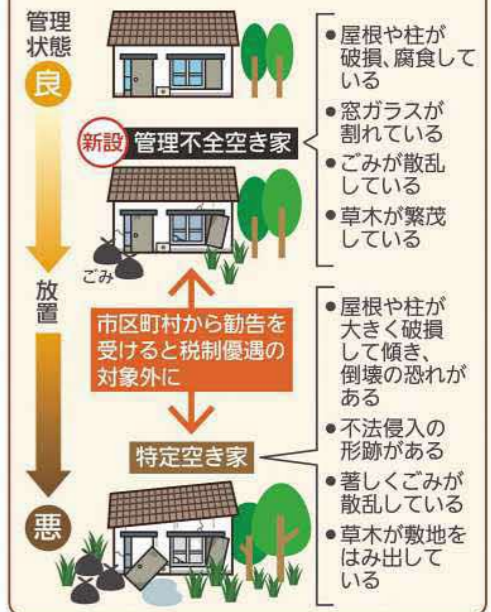 管理
状態
良
放置
悪
新設 管理不全空き家
ごみ
● 屋根や柱が
破損、腐食して
いる
● 窓ガラスが
割れている
● ごみが散乱
している
● 草木が繁茂
している
市区町村から勧告を
受けると税制優遇の
対象外に
特定空き家
● 屋根や柱が
大きく破損
して傾き、
倒壊の恐れが
ある
● 不法侵入の
形跡がある
● 著しくごみが
散乱している
● 草木が敷地を
はみ出して
いる